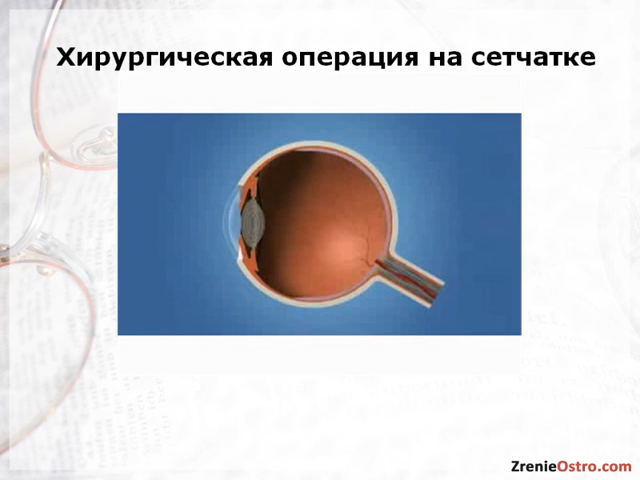 Хирургическая операция на сетчатке
ZrenieOstro.com